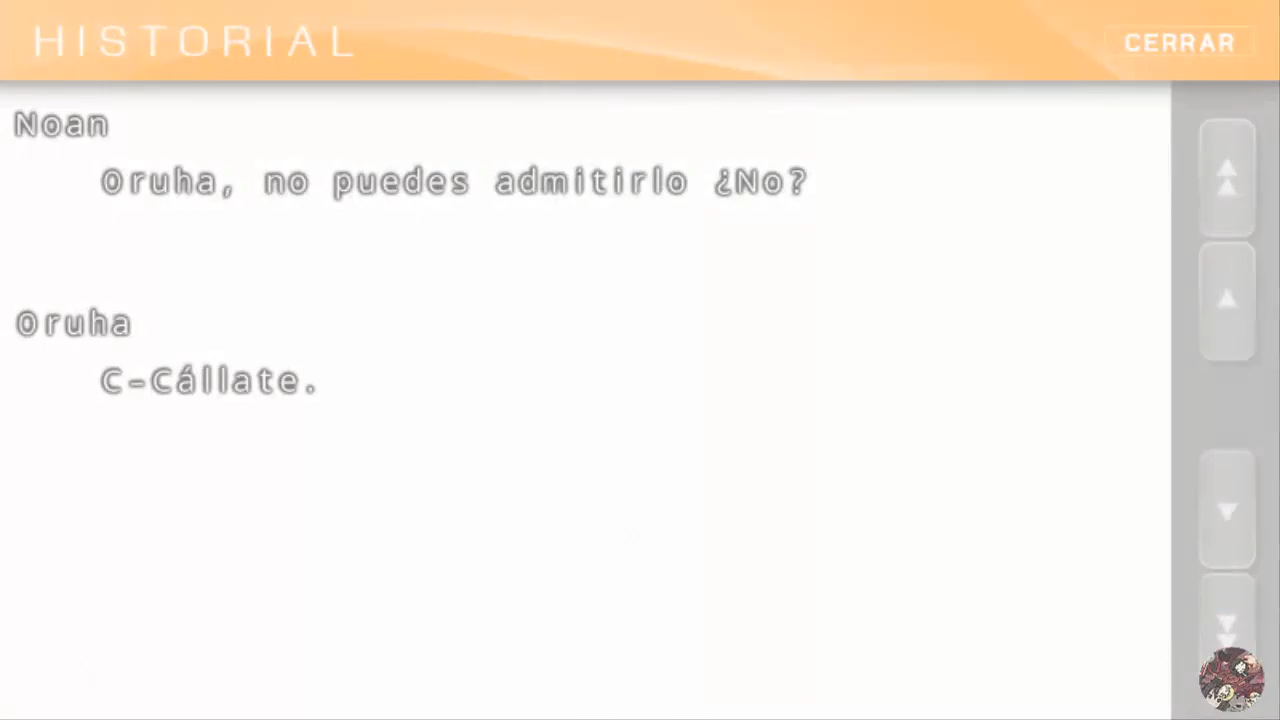 HISTORIAL
CERRAR
Noan
Oruha, no puedes admitirlo ¿No?
Oruha
C-Cállate.